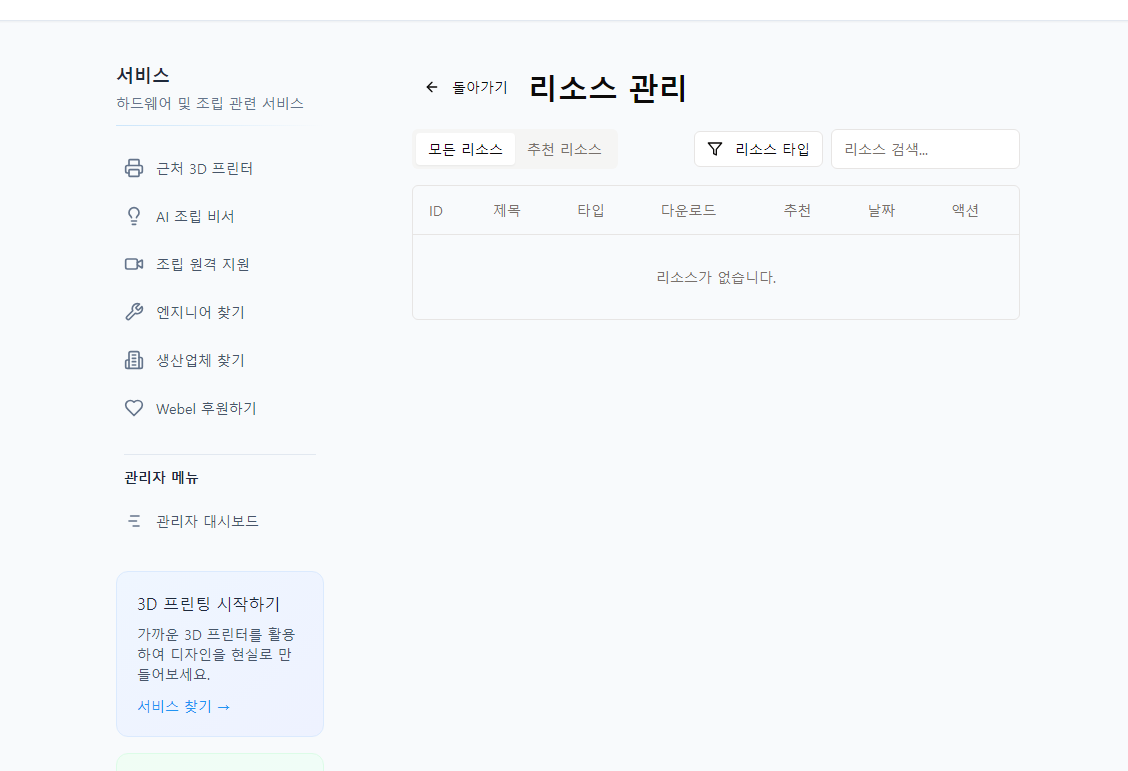 서비스
하드웨어 및 조립 관련 서비스
근처 3D 프린터
AI 조립 비서
조립 원격 지원
엔지니어 찾기
생산업체 찾기
Webel 후원하기
관리자 메뉴
관리자 대시보드
3D 프린팅 시작하기
가까운 3D 프린터를 활용
하여 디자인을 현실로 만
들어보세요.
서비스 찾기 →
← 돌아가기 리소스 관리
모든 리소스 추천 리소스 리소스 타입 리소스 검색...
ID 제목 타입 다운로드 추천 날짜 액션
리소스가 없습니다.